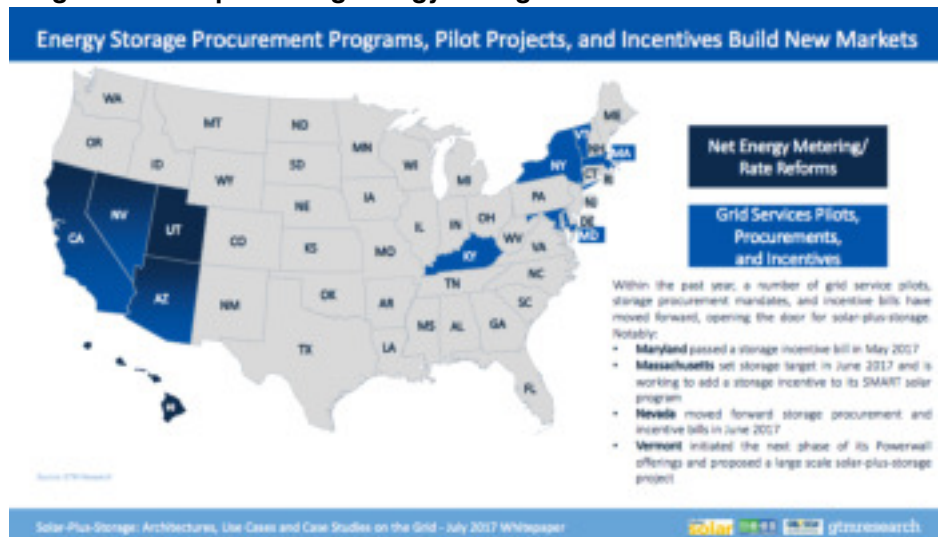 Energy Storage Procurement Programs, Pilot Projects, and Incentives Build New Markets
WA
MT
ND
MN
ME
OR
ID
SD
WI
VT
NH
NY
MA
WY
MI
CT
RI
NV
UT
NE
IA
PA
NJ
CA
CO
IL
IN
OH
DE
MD
KS
MO
WV
VA
KY
AZ
NM
OK
AR
TN
NC
SC
TX
LA
MS
AL
GA
FL
HI
Net Energy Metering/
Rate Reforms
Grid Services Pilots,
Procurements,
and Incentives
Within the past year, a number of grid service pilots,
storage procurement mandates, and incentive bills have
moved forward, opening the door for solar-plus-storage.
Notably:
• Maryland passed a storage incentive bill in May 2017
• Massachusetts set storage target in June 2017 and is
working to add a storage incentive to its SMART solar
program
• Nevada moved forward storage procurement and
incentive bills in June 2017
• Vermont initiated the next phase of its Powerwall
offerings and proposed a large scale solar-plus-storage
project
Source: GTM Research
Solar-Plus-Storage: Architectures, Use Cases and Case Studies on the Grid - July 2017 Whitepaper
solar
gtmresearch